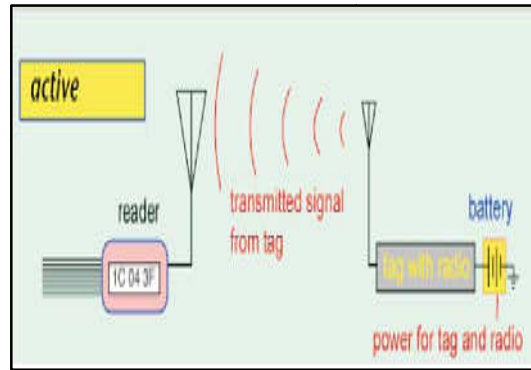 active
reader
1C 04 3F
transmitted signal
from tag
battery
tag with radio
power for tag and radio